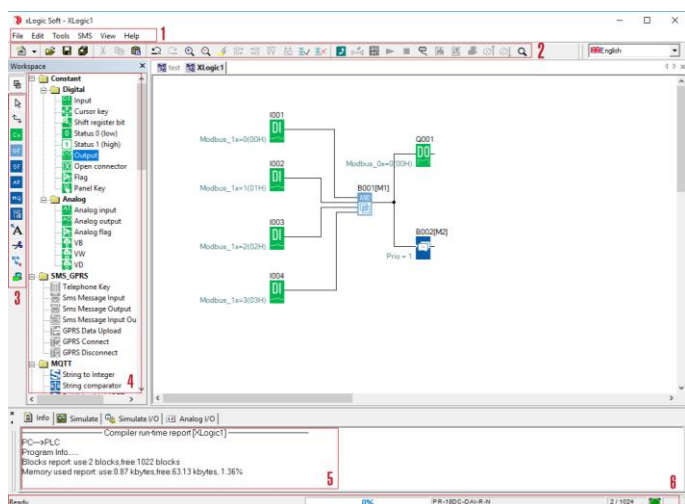 xLogic Soft - XLogic1
File Edit Tools SMS View Help
1
2
English
Workspace
test XLogic1
Constant
Digital
Input
Cursor key
Shift register bit
Status 0 (low)
Status 1 (high)
Output
Open connector
Flag
Panel Key
Analog
Analog input
Analog output
Analog flag
VB
VW
VD
SMS_GPRS
Telephone Key
Sms Message Input
Sms Message Output
Sms Message Input Ou
GPRS Data Upload
GPRS Connect
GPRS Disconnect
MQTT
String to Integer
String comparator
3
4
I001
DI
Modbus_1x=0(00H)
I002
DI
Modbus_1x=1(01H)
I003
DI
Modbus_1x=2(02H)
I004
DI
Modbus_1x=3(03H)
B001[M1]
AND
Q001
DO
Modbus_0x=0(00H)
B002[M2]
Prio = 1
Info Simulate Simulate I/O Analog I/O
Compiler run-time report [XLogic1]
PC-->PLC
Program Info.....
Blocks report: use:2 blocks,free:1022 blocks
Memory used report: use:0.87 kbytes,free:63.13 kbytes, 1.36%
5
6
Ready
0%
PR-18DC-DAI-R-N
2 / 1024